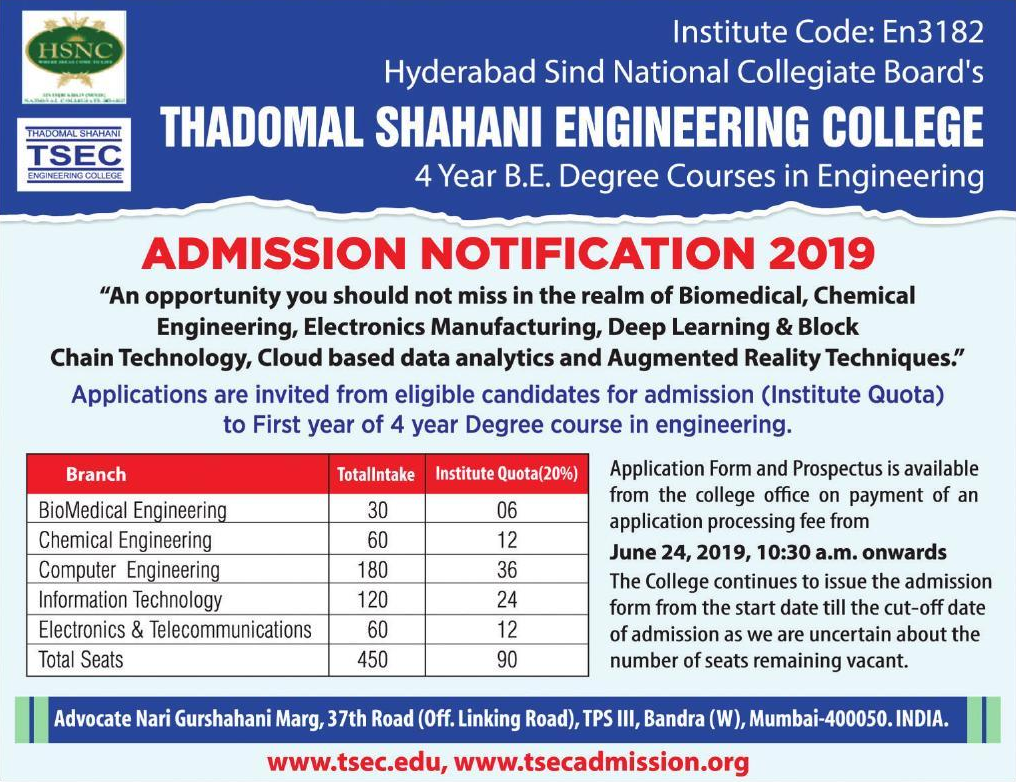 Institute Code: En3182
HSNC
Hyderabad Sind National Collegiate Board's
THADOMAL SHAHANI ENGINEERING COLLEGE
THADOMAL SHAHANI
TSEC
ENGINEERING COLLEGE
4 Year B.E. Degree Courses in Engineering
ADMISSION NOTIFICATION 2019
“An opportunity you should not miss in the realm of Biomedical, Chemical
Engineering, Electronics Manufacturing, Deep Learning & Block
Chain Technology, Cloud based data analytics and Augmented Reality Techniques.”
Applications are invited from eligible candidates for admission (Institute Quota)
to First year of 4 year Degree course in engineering.
Branch TotalIntake Institute Quota(20%)
BioMedical Engineering 30 06
Chemical Engineering 60 12
Computer Engineering 180 36
Information Technology 120 24
Electronics & Telecommunications 60 12
Total Seats 450 90
Application Form and Prospectus is available
from the college office on payment of an
application processing fee from
June 24, 2019, 10:30 a.m. onwards
The College continues to issue the admission
form from the start date till the cut-off date
of admission as we are uncertain about the
number of seats remaining vacant.
Advocate Nari Gurshahani Marg, 37th Road (Off. Linking Road), TPS III, Bandra (W), Mumbai-400050. INDIA.
www.tsec.edu, www.tsecadmission.org